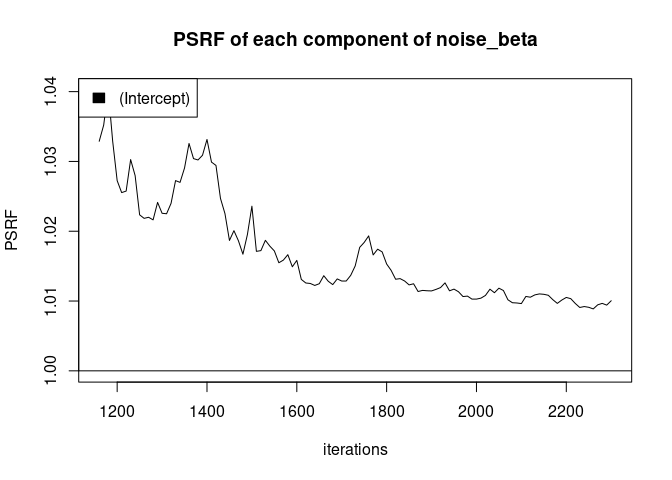 PSRF of each component of noise_beta
(Intercept)
1.04
1.03
1.02
1.01
1.00
PSRF
1200 1400 1600 1800 2000 2200
iterations